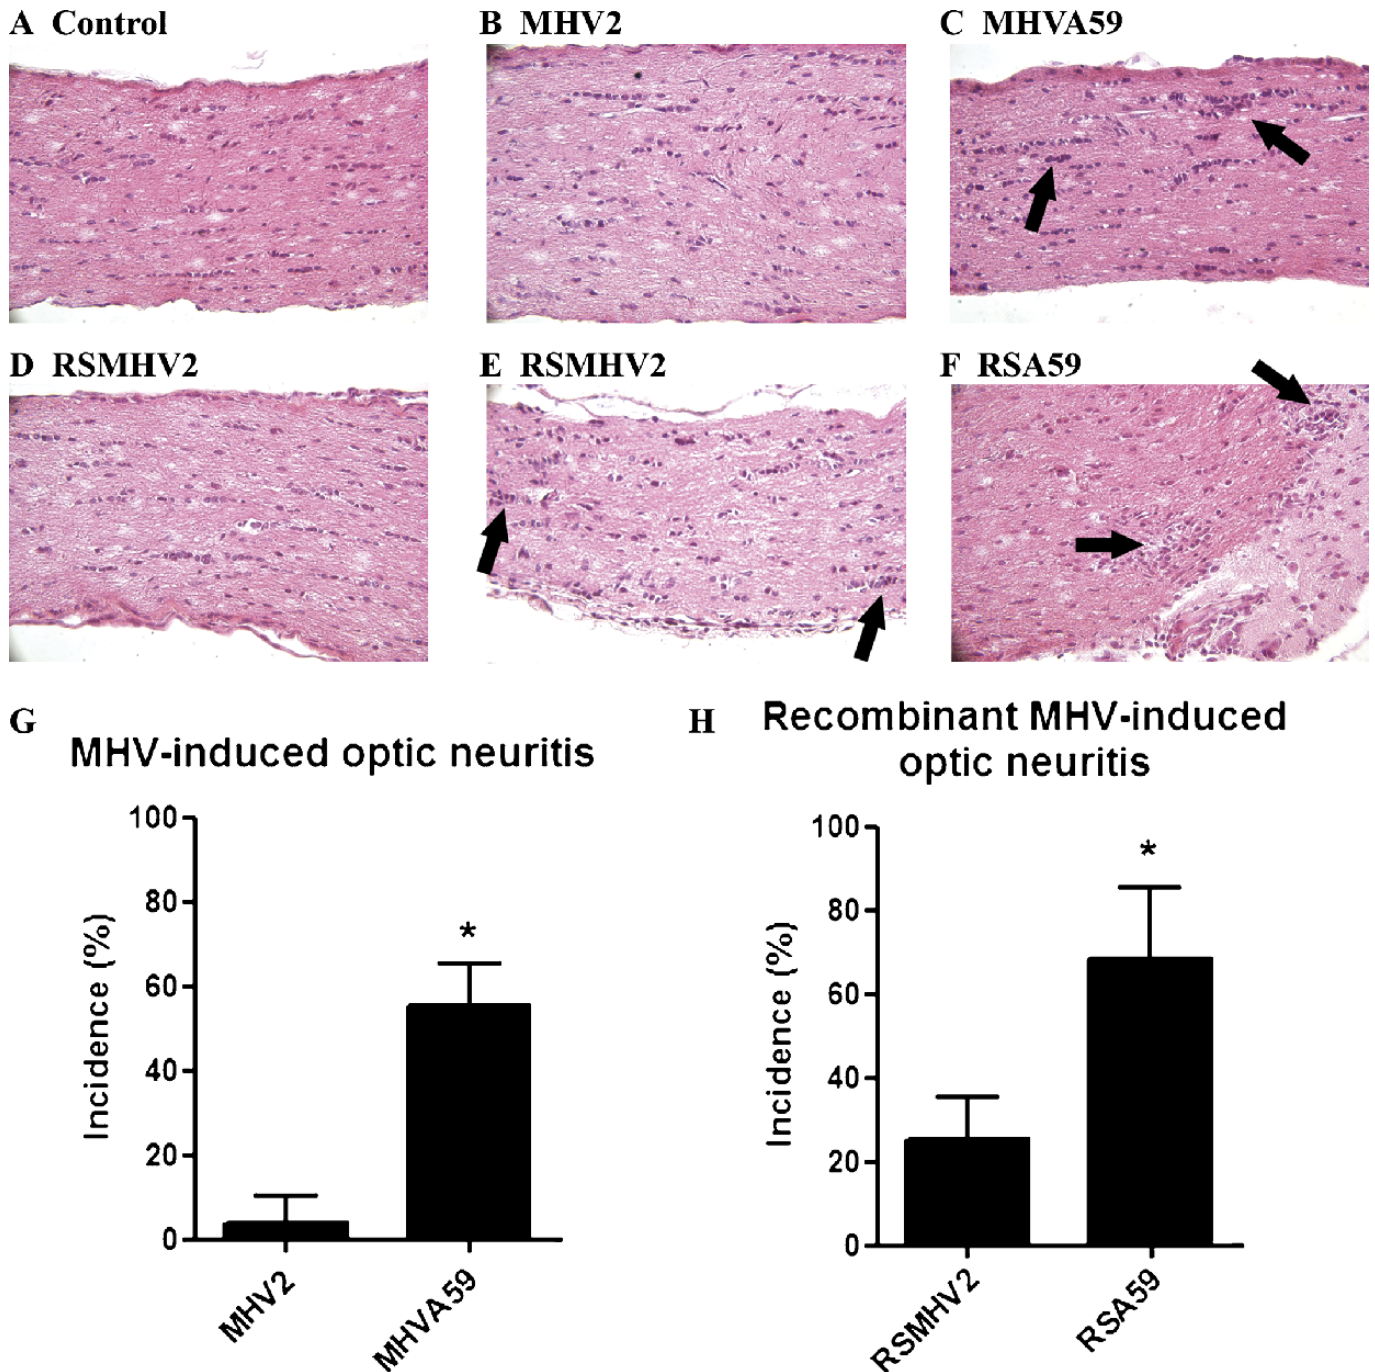 A Control
B MHV2
C MHVA59
D RSMHV2
E RSMHV2
F RSA59
G
MHV-induced optic neuritis
Incidence (%)
100
80
60
40
20
0
*
MHV2
MHVA59
H
Recombinant MHV-induced
optic neuritis
Incidence (%)
100
80
60
40
20
0
*
RSMHV2
RSA59